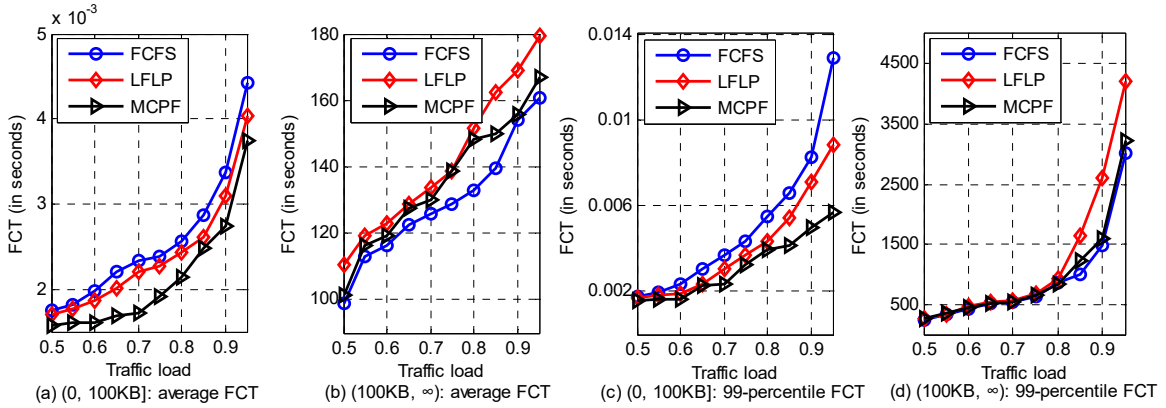 x 10⁻³
5
4
3
2
FCT (in seconds)
FCFS
LFLP
MCPF
0.5 0.6 0.7 0.8 0.9
Traffic load
(a) (0, 100KB]: average FCT
180
160
140
120
100
FCT (in seconds)
FCFS
LFLP
MCPF
0.5 0.6 0.7 0.8 0.9
Traffic load
(b) (100KB, ∞): average FCT
0.014
0.01
0.006
0.002
FCT (in seconds)
FCFS
LFLP
MCPF
0.5 0.6 0.7 0.8 0.9
Traffic load
(c) (0, 100KB]: 99-percentile FCT
4500
3500
2500
1500
500
FCT (in seconds)
FCFS
LFLP
MCPF
0.5 0.6 0.7 0.8 0.9
Traffic load
(d) (100KB, ∞): 99-percentile FCT